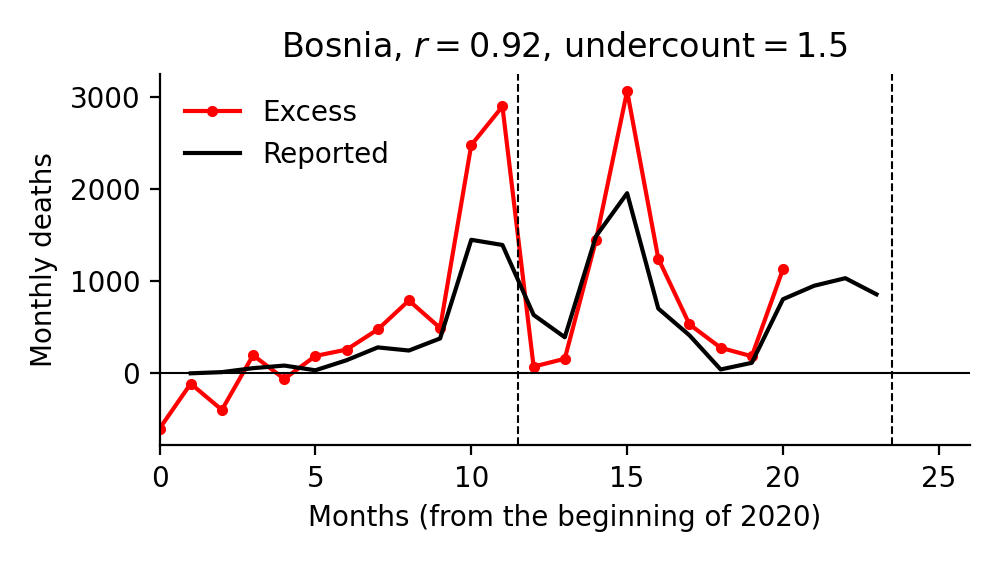 Bosnia, r = 0.92, undercount = 1.5
Excess
Reported
3000
2000
1000
0
Monthly deaths
0 5 10 15 20 25
Months (from the beginning of 2020)